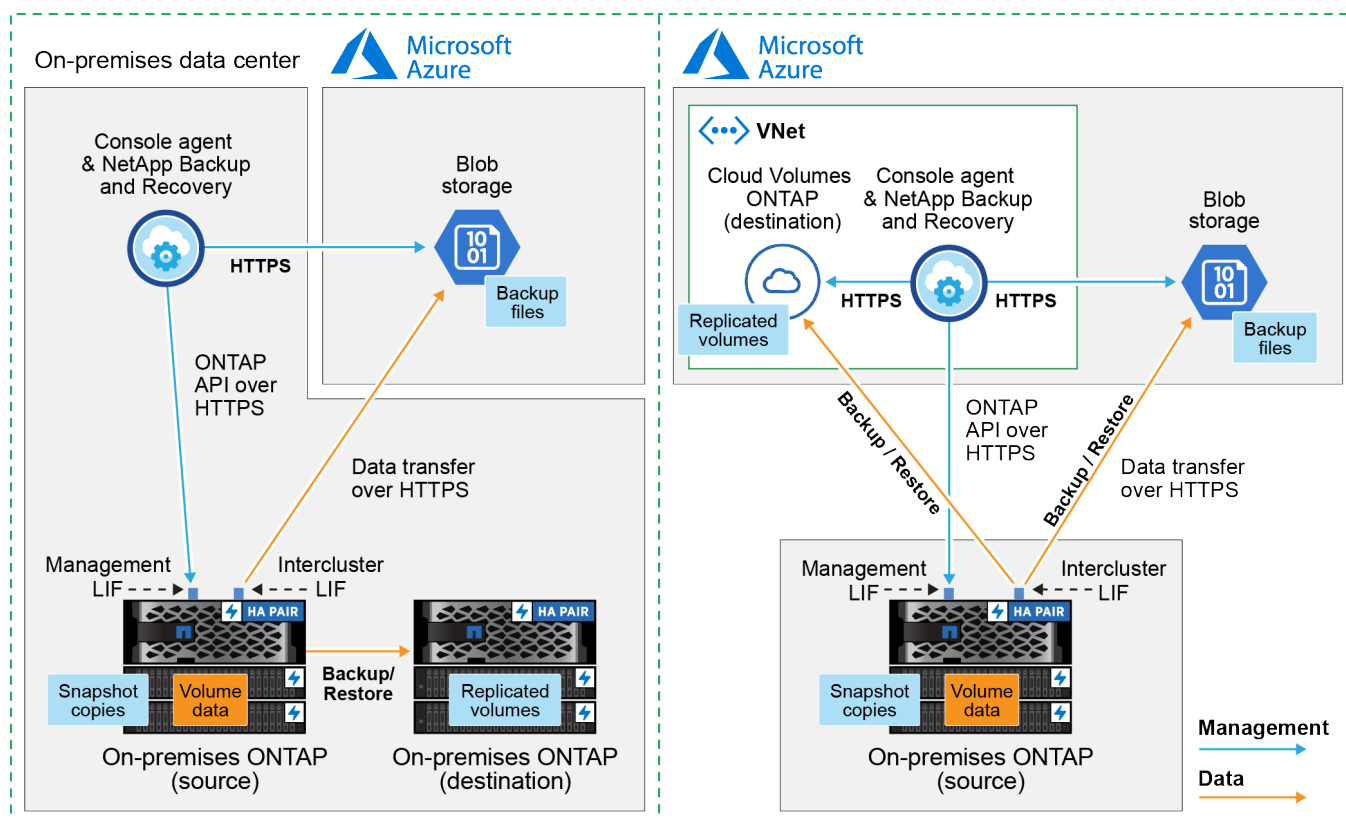 On-premises data center
Microsoft
Azure
Console agent
& NetApp Backup
and Recovery
Blob
storage
10
01
HTTPS
Backup
files
ONTAP
API over
HTTPS
Data transfer
over HTTPS
Management
LIF
Intercluster
LIF
HA PAIR
HA PAIR
Backup/
Restore
Snapshot
copies
Volume
data
Replicated
volumes
On-premises ONTAP
(source)
On-premises ONTAP
(destination)
Microsoft
Azure
VNet
Cloud Volumes
ONTAP
(destination)
Console agent
& NetApp Backup
and Recovery
Blob
storage
10
01
HTTPS
HTTPS
Replicated
volumes
Backup
files
Backup / Restore
ONTAP
API over
HTTPS
Backup / Restore
Data transfer
over HTTPS
Management
LIF
Intercluster
LIF
HA PAIR
Snapshot
copies
Volume
data
On-premises ONTAP
(source)
Management
Data